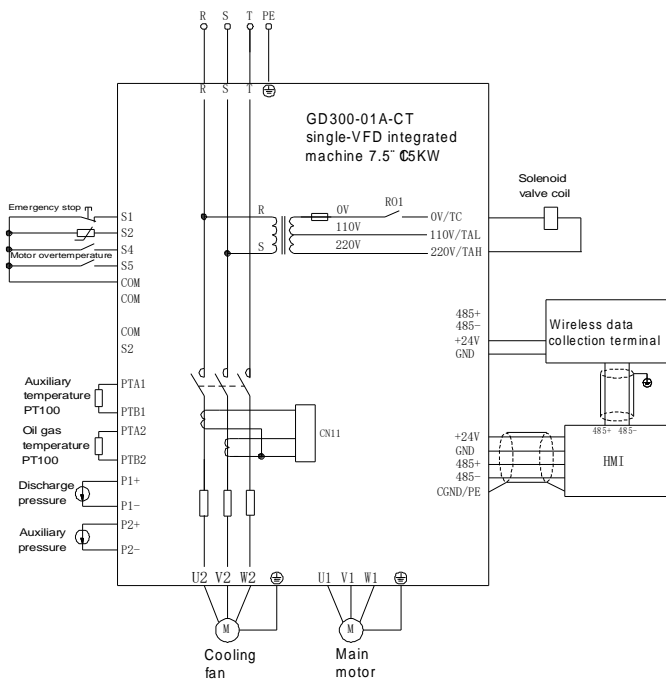 R S T PE
R S T
GD300-01A-CT
single-VFD integrated
machine 7.5¨C15KW
Solenoid
valve coil
Emergency stop
S1
S2
S4
Motor overtemperature
S5
COM
COM
COM
S2
R
S
0V
RO1
0V/TC
110V
110V/TAL
220V
220V/TAH
485+
485-
+24V
GND
Wireless data
collection terminal
Auxiliary
temperature
PT100
PTA1
PTB1
Oil gas
temperature
PT100
PTA2
PTB2
Discharge
pressure
P1+
P1-
Auxiliary
pressure
P2+
P2-
CN11
485+ 485-
+24V
GND
485+
485-
CGND/PE
HMI
U2 V2 W2
U1 V1 W1
M
M
Cooling
fan
Main
motor